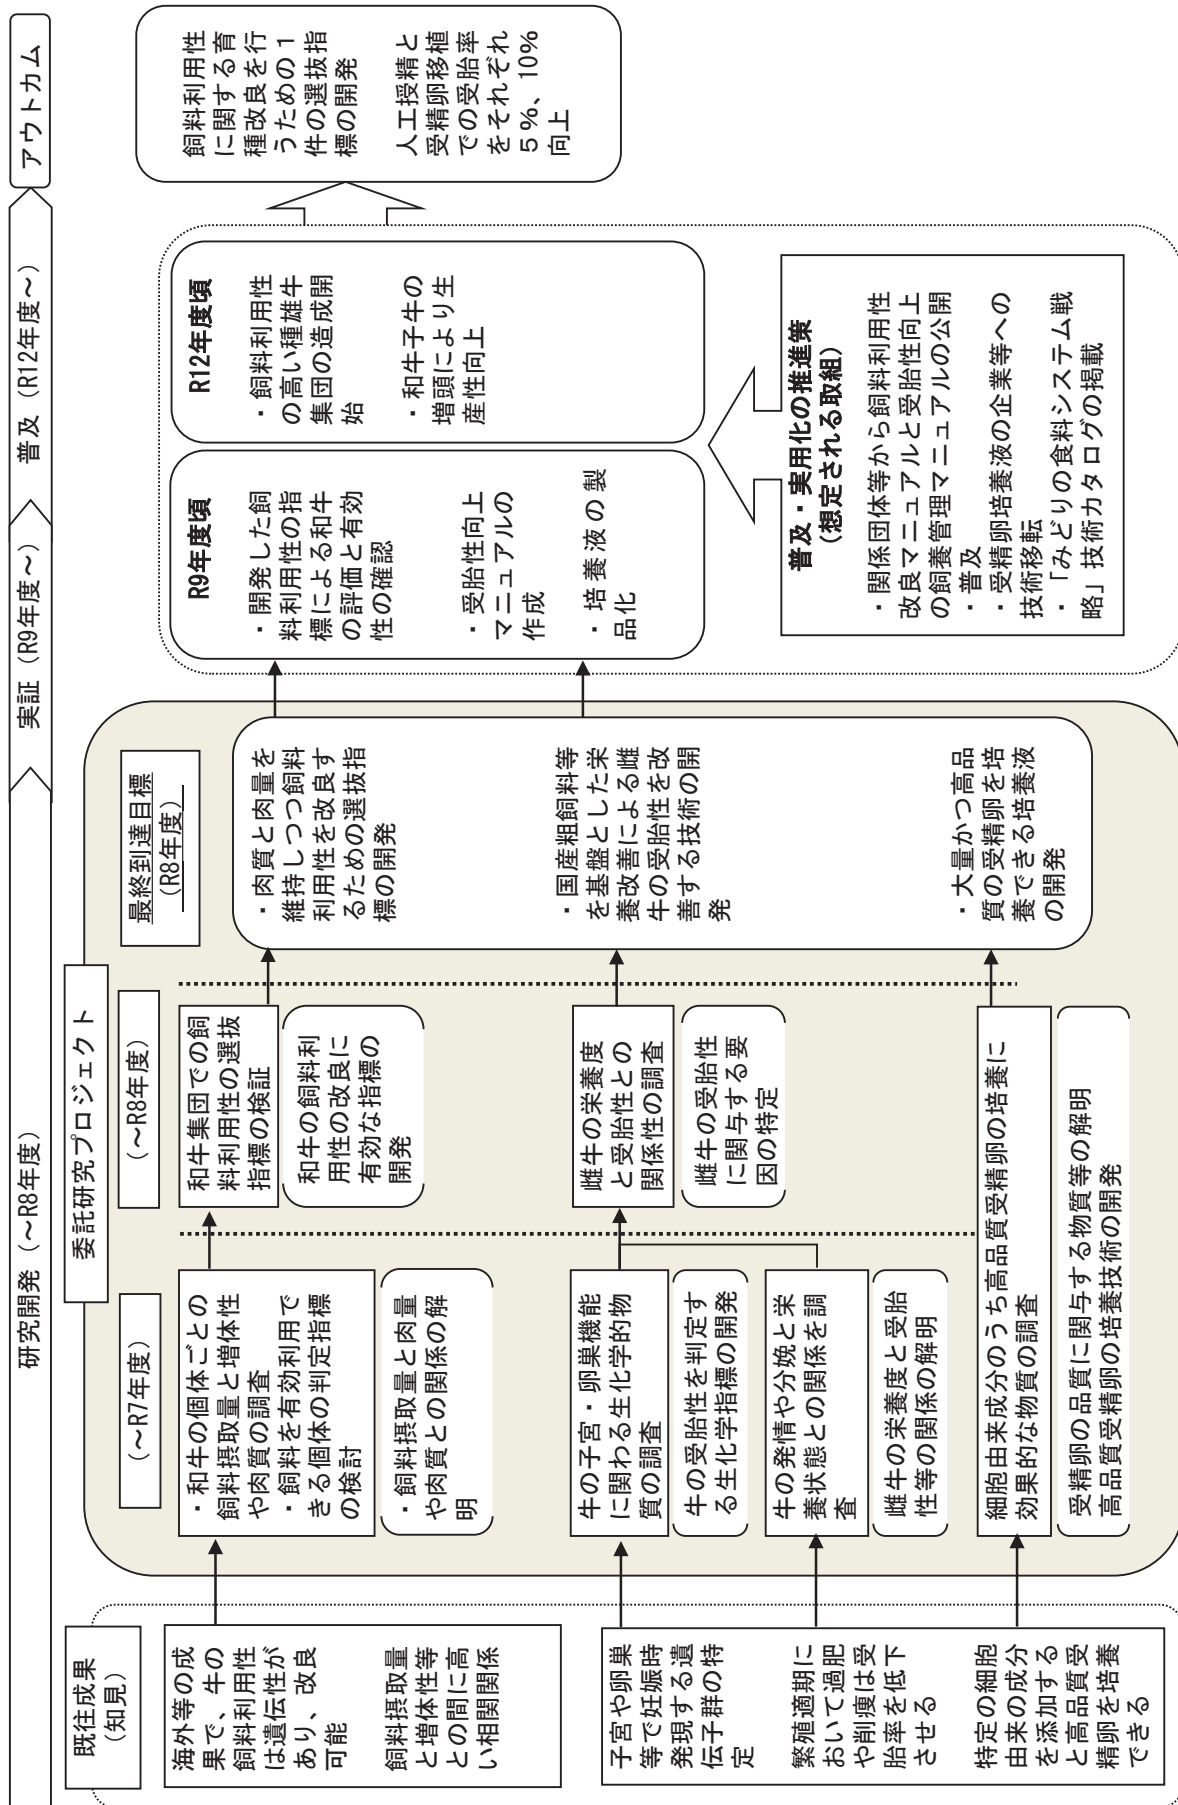 研究開発（～R8年度）
実証（R9年度～）
普及（R12年度～）
アウトカム
既往成果
（知見）
海外等の成
果で、牛の
飼料利用性
は遺伝性が
あり、改良
可能
飼料摂取量
と増体性等
との間に高
い相関関係
子宮や卵巣
等で妊娠時
発現する遺
伝子群の特
定
繁殖適期に
おいて過肥
や削痩は受
胎率を低下
させる
特定の細胞
由来の成分
を添加する
と高品質受
精卵を培養
できる
委託研究プロジェクト
（～R7年度）
・和牛の個体ごとの
飼料摂取量と増体性
や肉質の調査
・飼料を有効利用で
きる個体の判定指標
の検討
・飼料摂取量と肉量
や肉質との関係の解
明
牛の子宮・卵巣機能
に関わる生化学的物
質の調査
牛の受胎性を判定す
る生化学指標の開発
牛の発情や分娩と栄
養状態との関係を調
査
雌牛の栄養度と受胎
性等の関係の解明
細胞由来成分のうち高品質受精卵の培養に
効果的な物質の調査
受精卵の品質に関与する物質等の解明
高品質受精卵の培養技術の開発
（～R8年度）
和牛集団での飼
料利用性の選抜
指標の検証
和牛の飼料利
用性の改良に
有効な指標の
開発
雌牛の栄養度
と受胎性との
関係性の調査
雌牛の受胎性
に関与する要
因の特定
最終到達目標
（R8年度）
・肉質と肉量を
維持しつつ飼料
利用性を改良す
るための選抜指
標の開発
・国産粗飼料等
を基盤とした栄
養改善による雌
牛の受胎性を改
善する技術の開
発
・大量かつ高品
質の受精卵を培
養できる培養液
の開発
R9年度頃
・開発した飼
料利用性の指
標による和牛
の評価と有効
性の確認
・受胎性向上
マニュアルの
作成
・培養液の製
品化
R12年度頃
・飼料利用性
の高い種雄牛
集団の造成開
始
・和牛子牛の
増頭により生
産性向上
普及・実用化の推進策
（想定される取組）
・関係団体等から飼料利用性
改良マニュアルと受胎性向上
の飼養管理マニュアルの公開
・普及
・受精卵培養液の企業等への
技術移転
・「みどりの食料システム戦
略」技術カタログの掲載
飼料利用性
に関する育
種改良を行
うための１
件の選抜指
標の開発
人工授精と
受精卵移植
での受胎率
をそれぞれ
５％、10％
向上